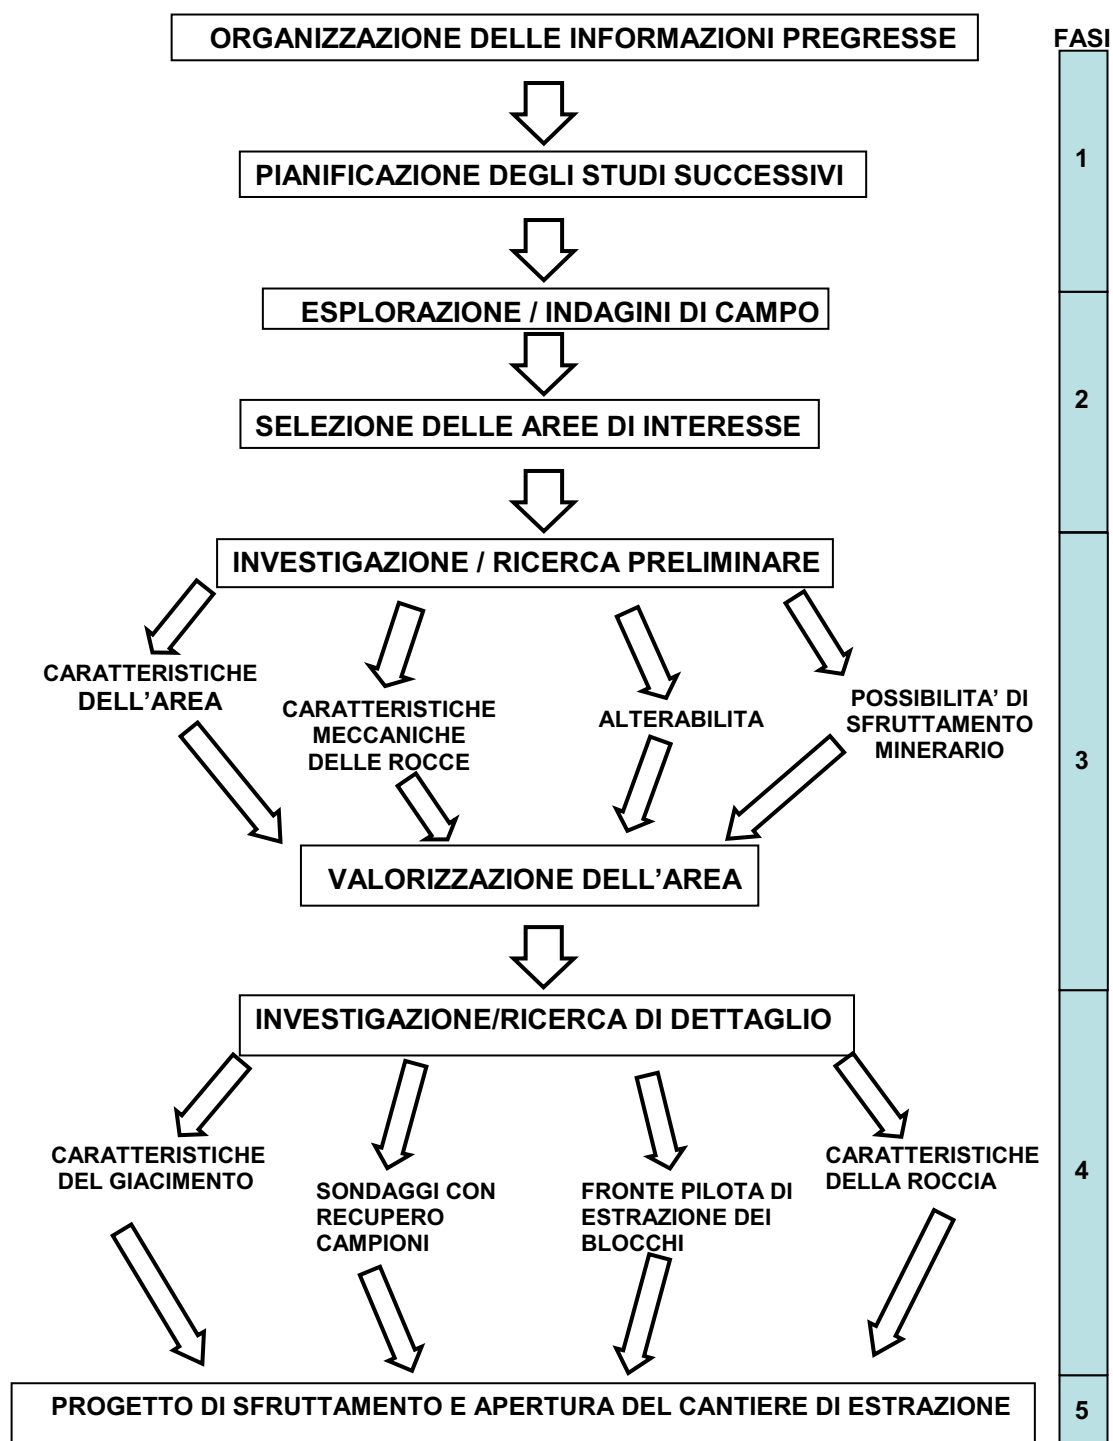 ORGANIZZAZIONE DELLE INFORMAZIONI PREGRESSE
FASI
1
PIANIFICAZIONE DEGLI STUDI SUCCESSIVI
ESPLORAZIONE / INDAGINI DI CAMPO
2
SELEZIONE DELLE AREE DI INTERESSE
INVESTIGAZIONE / RICERCA PRELIMINARE
CARATTERISTICHE
DELL’AREA
CARATTERISTICHE
MECCANICHE
DELLE ROCCE
ALTERABILITA
POSSIBILITA’ DI
SFRUTTAMENTO
MINERARIO
3
VALORIZZAZIONE DELL’AREA
INVESTIGAZIONE/RICERCA DI DETTAGLIO
CARATTERISTICHE
DEL GIACIMENTO
SONDAGGI CON
RECUPERO
CAMPIONI
FRONTE PILOTA DI
ESTRAZIONE DEI
BLOCCHI
CARATTERISTICHE
DELLA ROCCIA
4
PROGETTO DI SFRUTTAMENTO E APERTURA DEL CANTIERE DI ESTRAZIONE
5